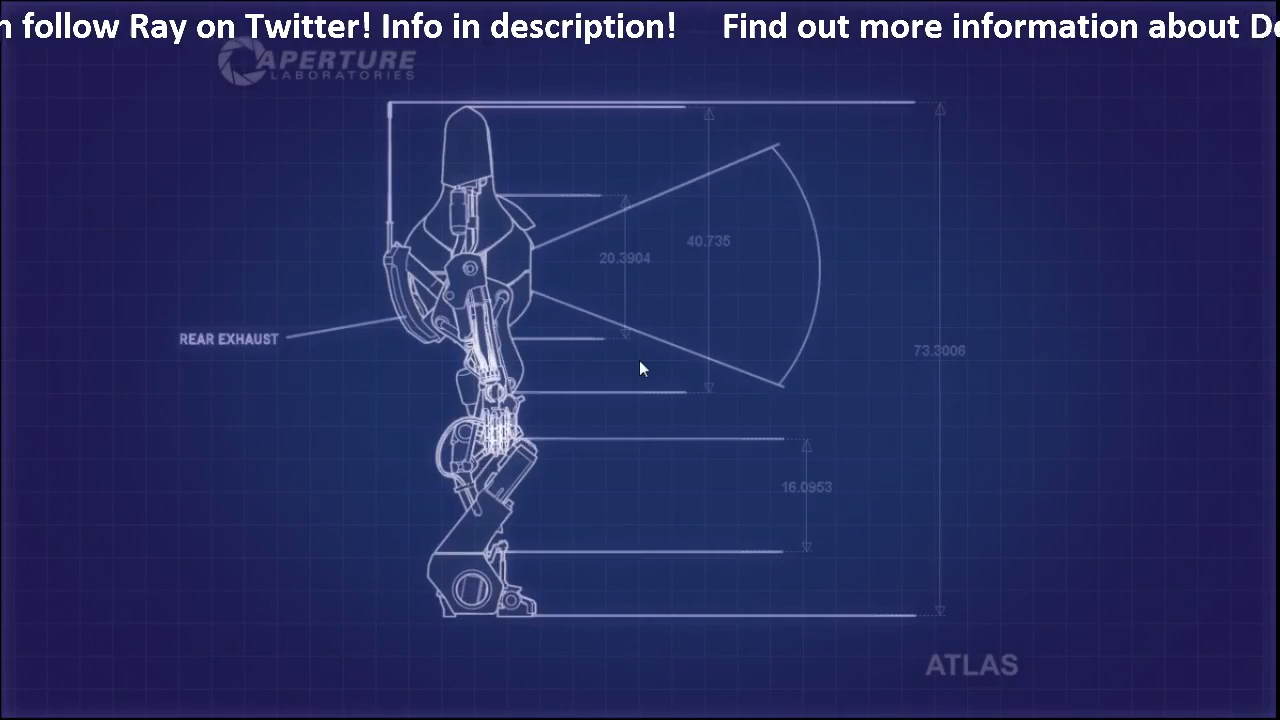 follow Ray on Twitter! Info in description! Find out more information about
APERTURE
LABORATORIES
40.735
20.3904
REAR EXHAUST
73.3006
16.0953
ATLAS